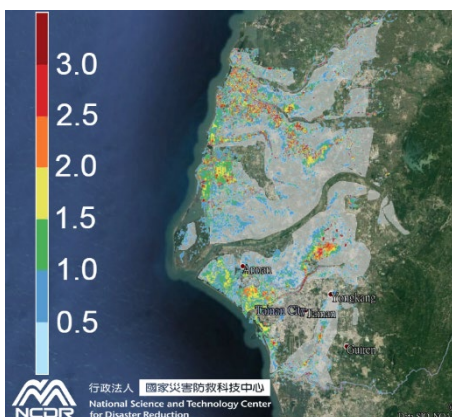 3.0
2.5
2.0
1.5
1.0
0.5
Annan
Tainan City
Tainan
Yongkang
行政法人 國家災害防救科技中心
National Science and Technology Center
for Disaster Reduction
NCDR